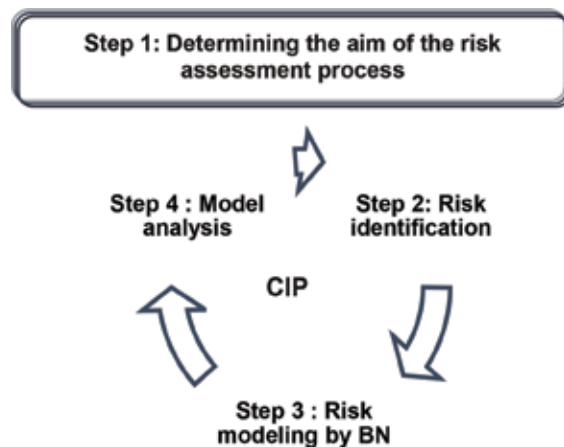 Step 1: Determining the aim of the risk
assessment process
Step 4 : Model
analysis
Step 2: Risk
identification
CIP
Step 3 : Risk
modeling by BN